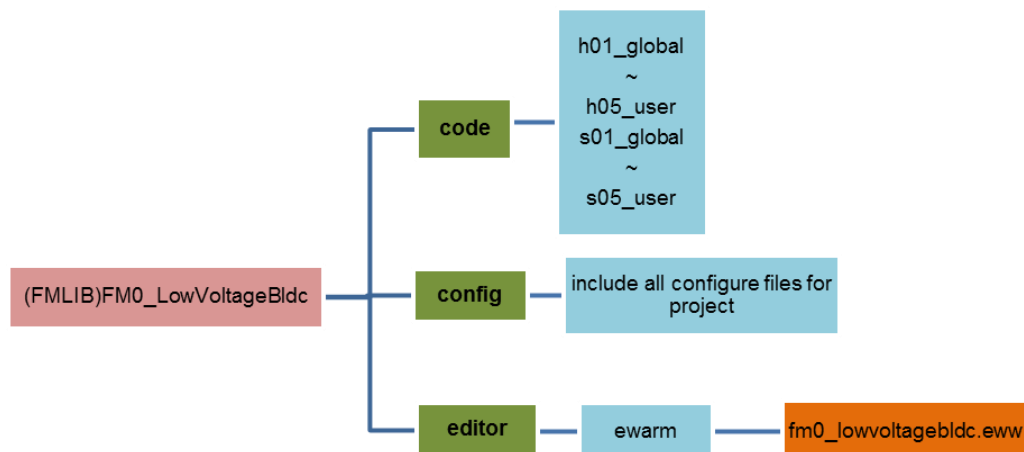 h01_global
~
h05_user
s01_global
~
s05_user
code
(FMLIB)FM0_LowVoltageBldc
config
include all configure files for
project
editor
ewarm
fm0_lowvoltagebldc.eww